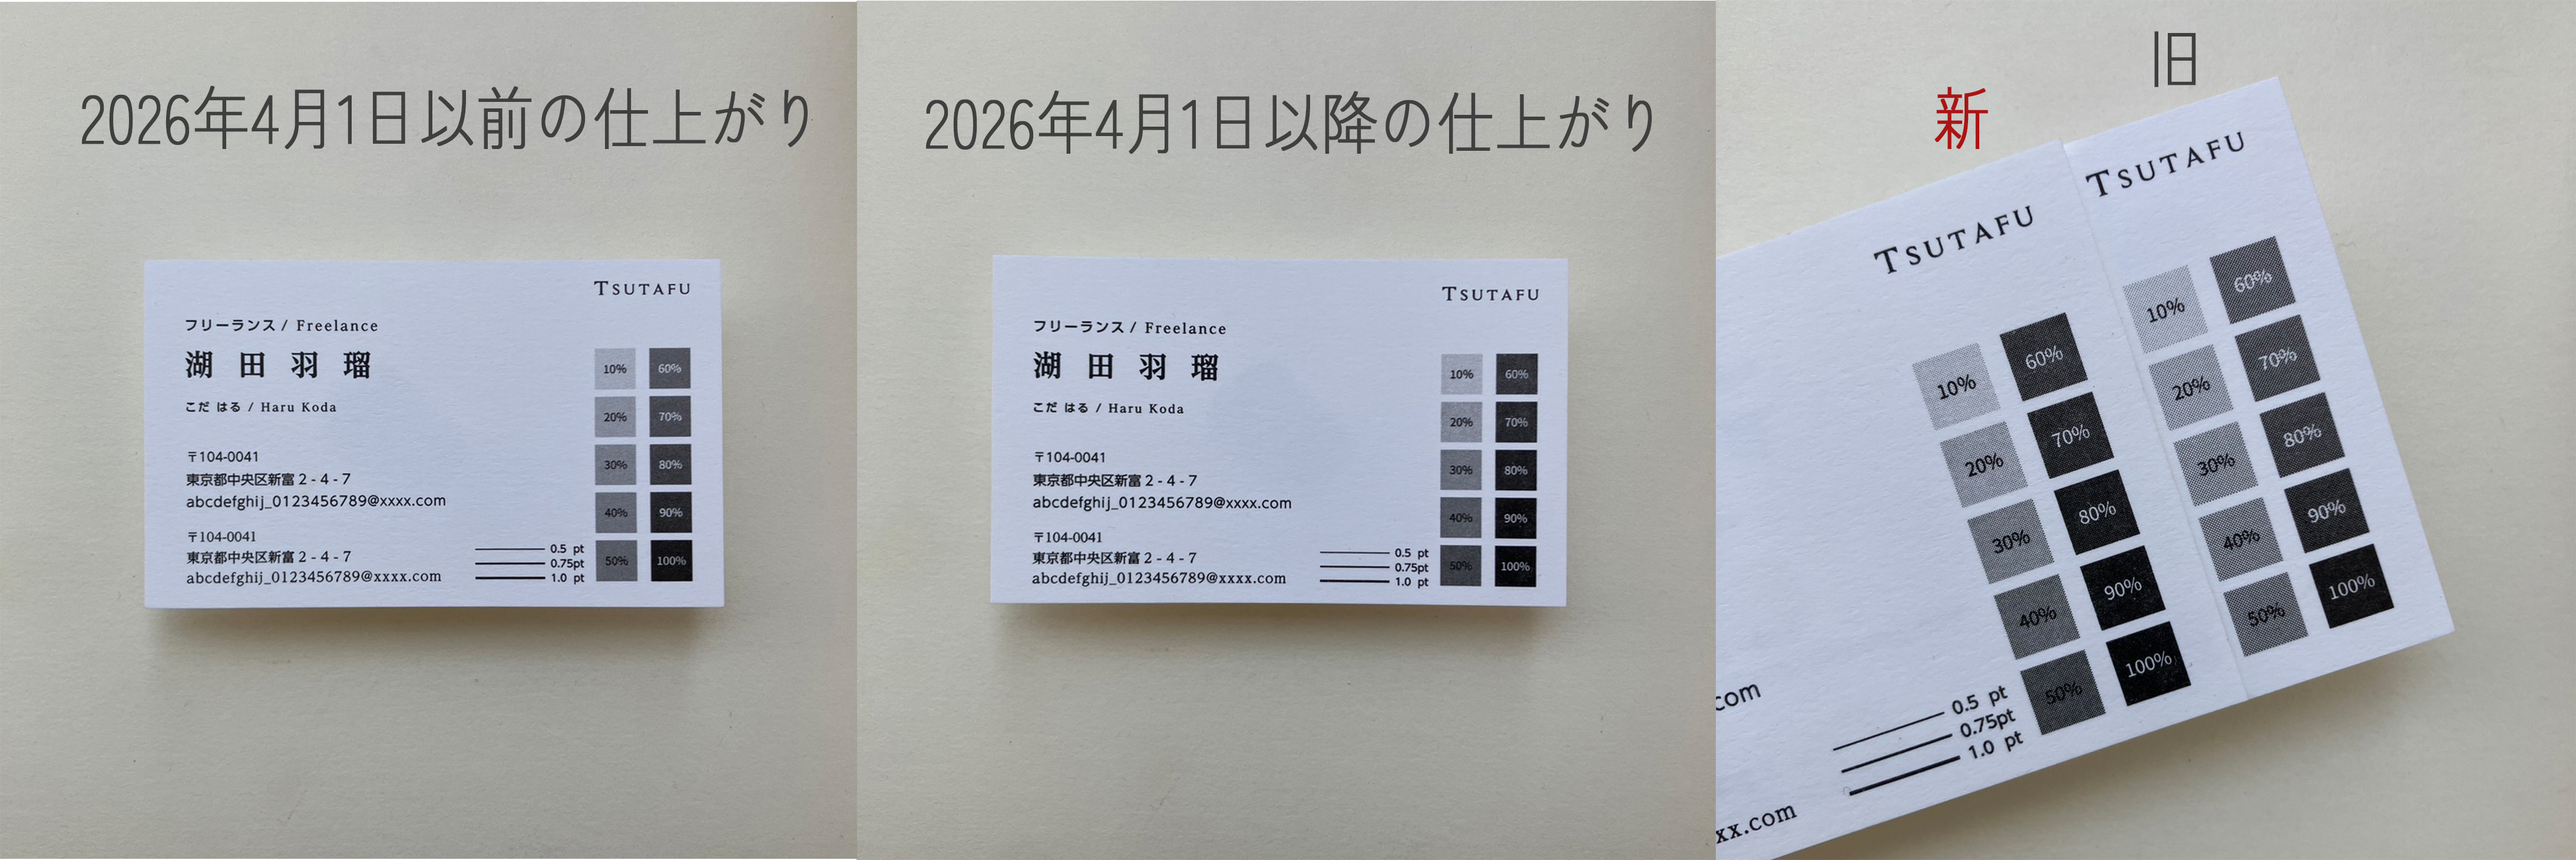 2026年4月1日以前の仕上がり
TSUTAFU
フリーランス / Freelance
湖田羽瑠
こだ はる / Haru Koda
〒104-0041
東京都中央区新富 2 - 4 - 7
abcdefghij_0123456789@xxxx.com
〒104-0041
東京都中央区新富 2 - 4 - 7
abcdefghij_0123456789@xxxx.com
0.5 pt
0.75pt
1.0 pt
10% 60%
20% 70%
30% 80%
40% 90%
50% 100%
2026年4月1日以降の仕上がり
TSUTAFU
フリーランス / Freelance
湖田羽瑠
こだ はる / Haru Koda
〒104-0041
東京都中央区新富 2 - 4 - 7
abcdefghij_0123456789@xxxx.com
〒104-0041
東京都中央区新富 2 - 4 - 7
abcdefghij_0123456789@xxxx.com
0.5 pt
0.75pt
1.0 pt
10% 60%
20% 70%
30% 80%
40% 90%
50% 100%
新
TSUTAFU
10% 60%
20% 70%
30% 80%
40% 90%
50% 100%
.com
0.5 pt
0.75pt
1.0 pt
xx.com
旧
TSUTAFU
10% 60%
20% 70%
30% 80%
40% 90%
50% 100%